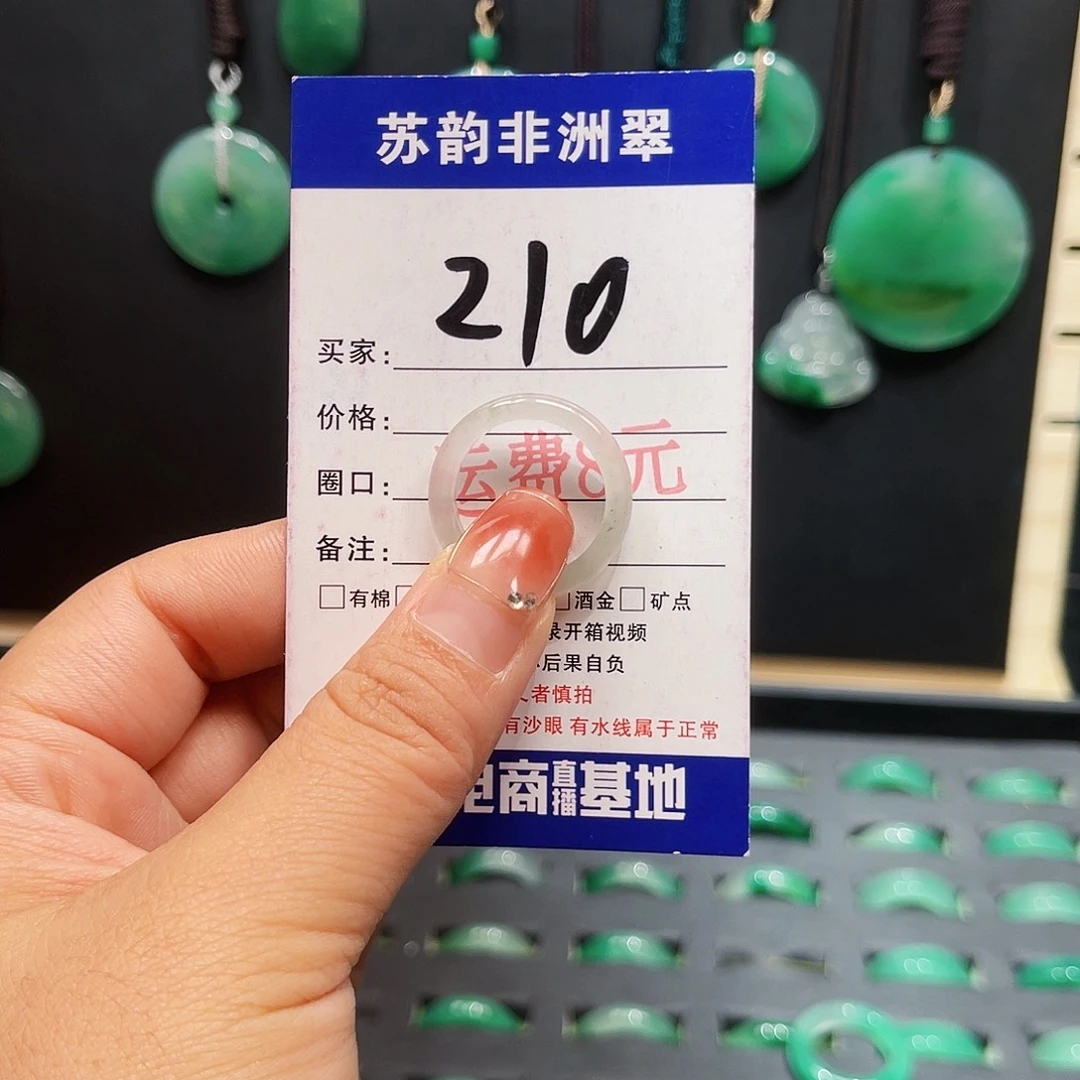 苏韵非洲翠
210
买家:
价格:
运费8元
圈口:
备注:
□有棉 酒金□矿点
录开箱视频
后果自负
者慎拍
有沙眼 有水线属于正常
电商直播基地